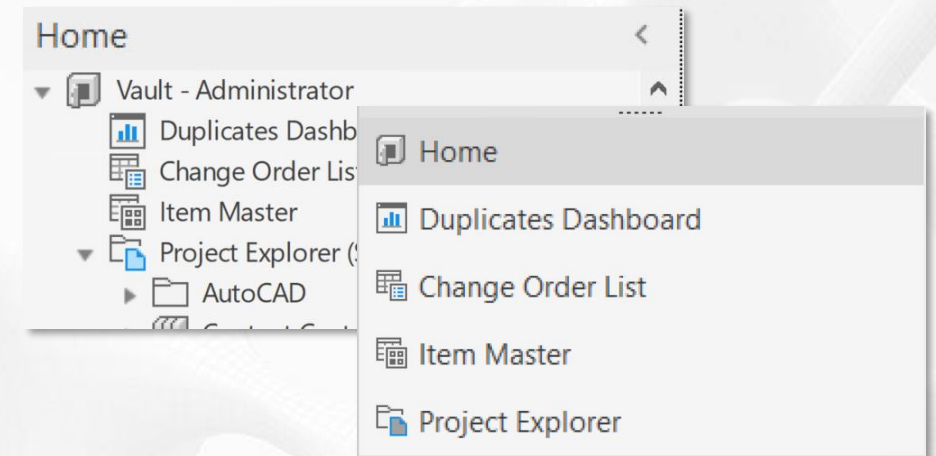 Home
Vault - Administrator
Duplicates Dashb
Change Order Lis
Item Master
Project Explorer (
AutoCAD
Home
Duplicates Dashboard
Change Order List
Item Master
Project Explorer